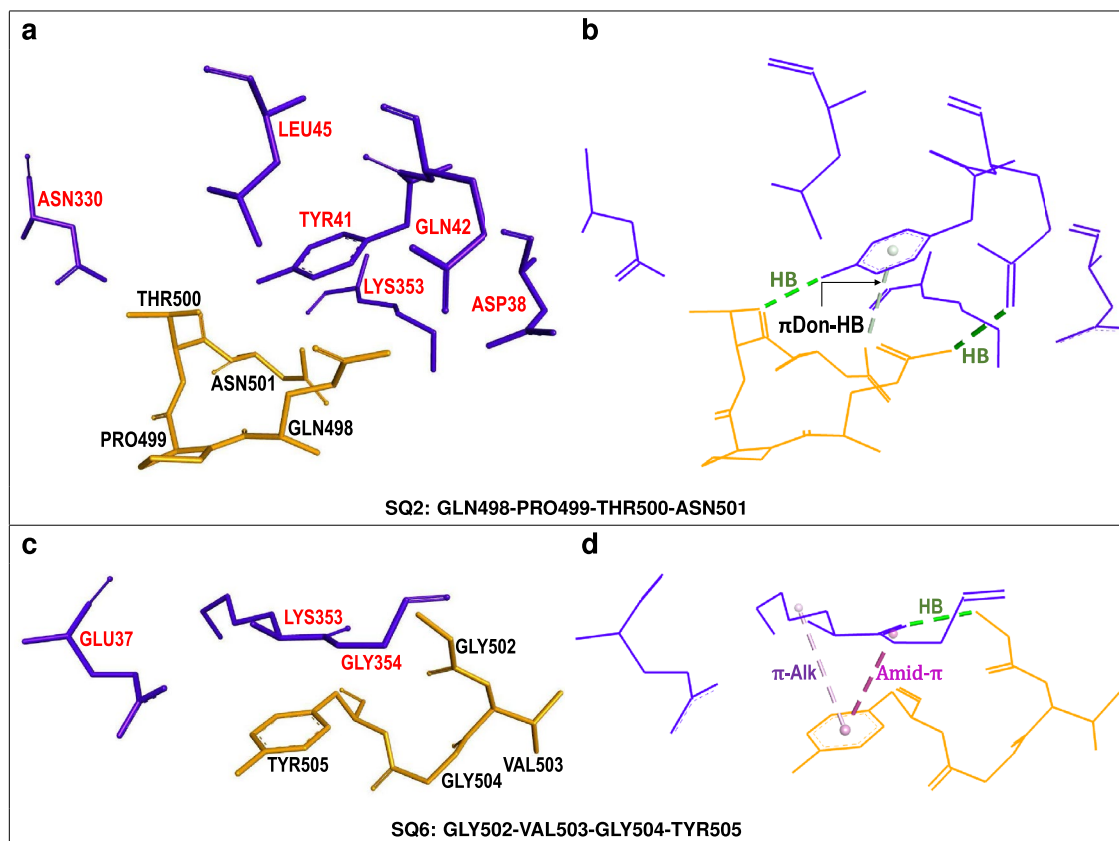 a
b
LEU45
ASN330
TYR41
GLN42
LYS353
ASP38
THR500
ASN501
GLN498
PRO499
HB
πDon-HB
HB
SQ2: GLN498-PRO499-THR500-ASN501
c
d
GLU37
LYS353
GLY354
GLY502
TYR505
GLY504
VAL503
HB
π-Alk
Amid-π
SQ6: GLY502-VAL503-GLY504-TYR505